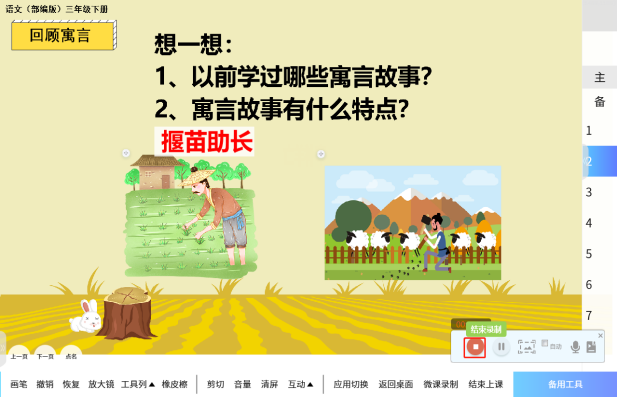 语文（部编版）三年级下册
回顾寓言
想一想：
1、以前学过哪些寓言故事？
2、寓言故事有什么特点？
揠苗助长
主
备
1
2
3
4
5
6
7
结束录制
自动
上一页 下一页 点名
画笔 撤销 恢复 放大镜 工具列▲ 橡皮檫 剪切 音量 清屏 互动▲ 应用切换 返回桌面 微课录制 结束上课 备用工具